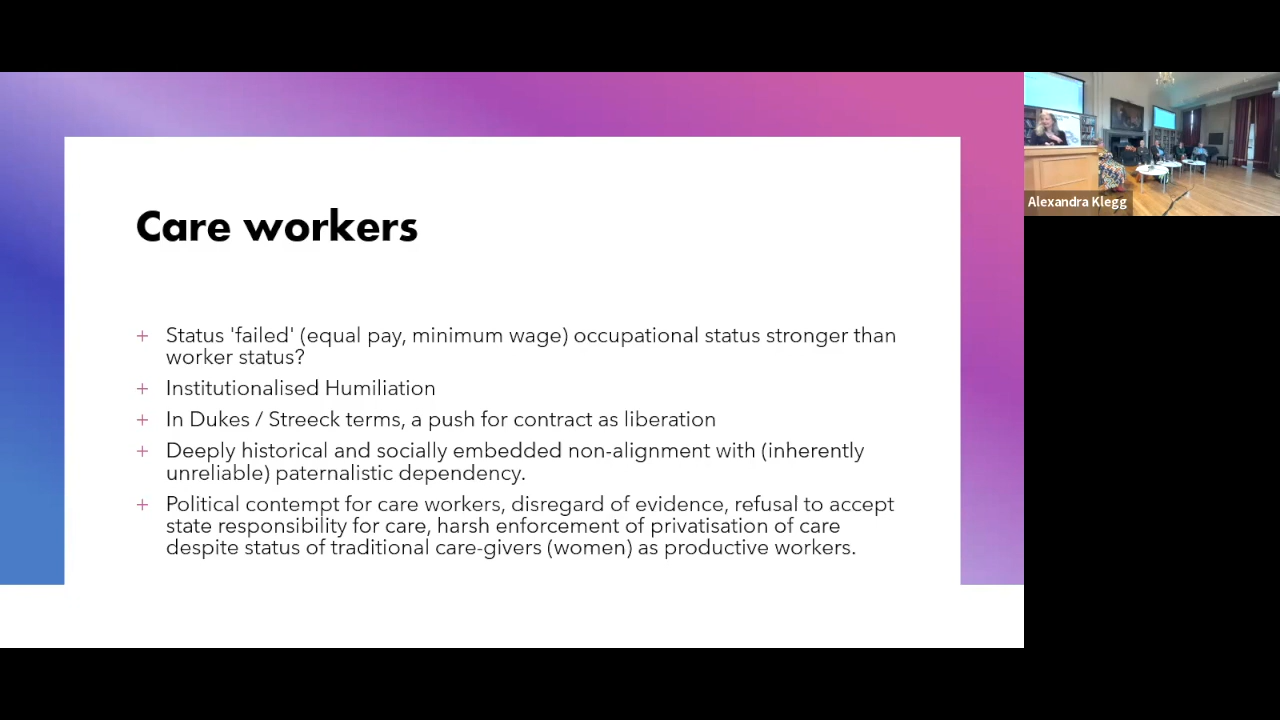 Care workers
+ Status 'failed' (equal pay, minimum wage) occupational status stronger than
worker status?
+ Institutionalised Humiliation
+ In Dukes / Streeck terms, a push for contract as liberation
+ Deeply historical and socially embedded non-alignment with (inherently
unreliable) paternalistic dependency.
+ Political contempt for care workers, disregard of evidence, refusal to accept
state responsibility for care, harsh enforcement of privatisation of care
despite status of traditional care-givers (women) as productive workers.
Alexandra Klegg